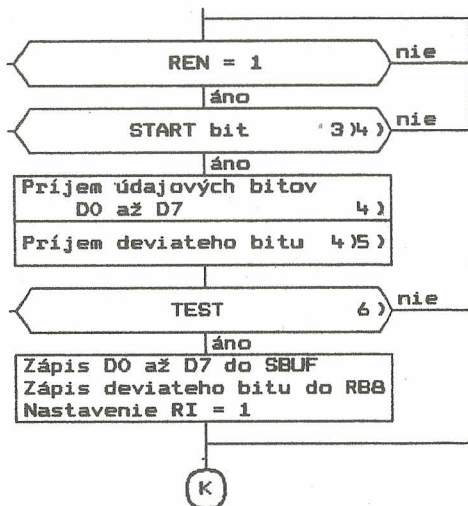 REN = 1
nie
áno
START bit 3)4)
nie
áno
Príjem údajových bitov
D0 až D7 4)
Príjem deviateho bitu 4)5)
TEST 6)
nie
áno
Zápis D0 až D7 do SBUF
Zápis deviateho bitu do RB8
Nastavenie RI = 1
K